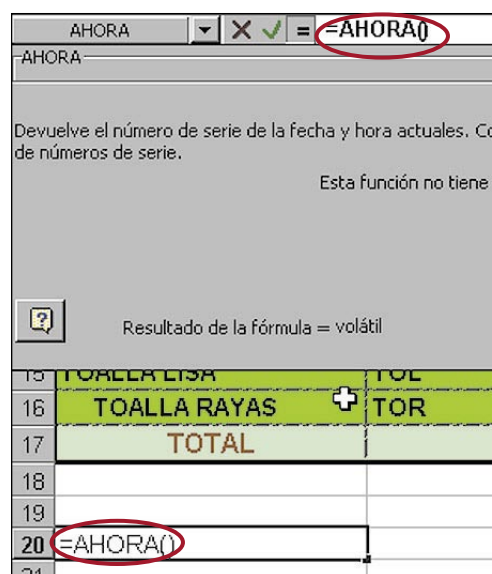 AHORA = =AHORA()
AHORA
Devuelve el número de serie de la fecha y hora actuales.
de números de serie.
Esta función no tiene
Resultado de la fórmula = volátil
15 TOALLA LISA TOL
16 TOALLA RAYAS TOR
17 TOTAL
18
19
20 =AHORA()
21